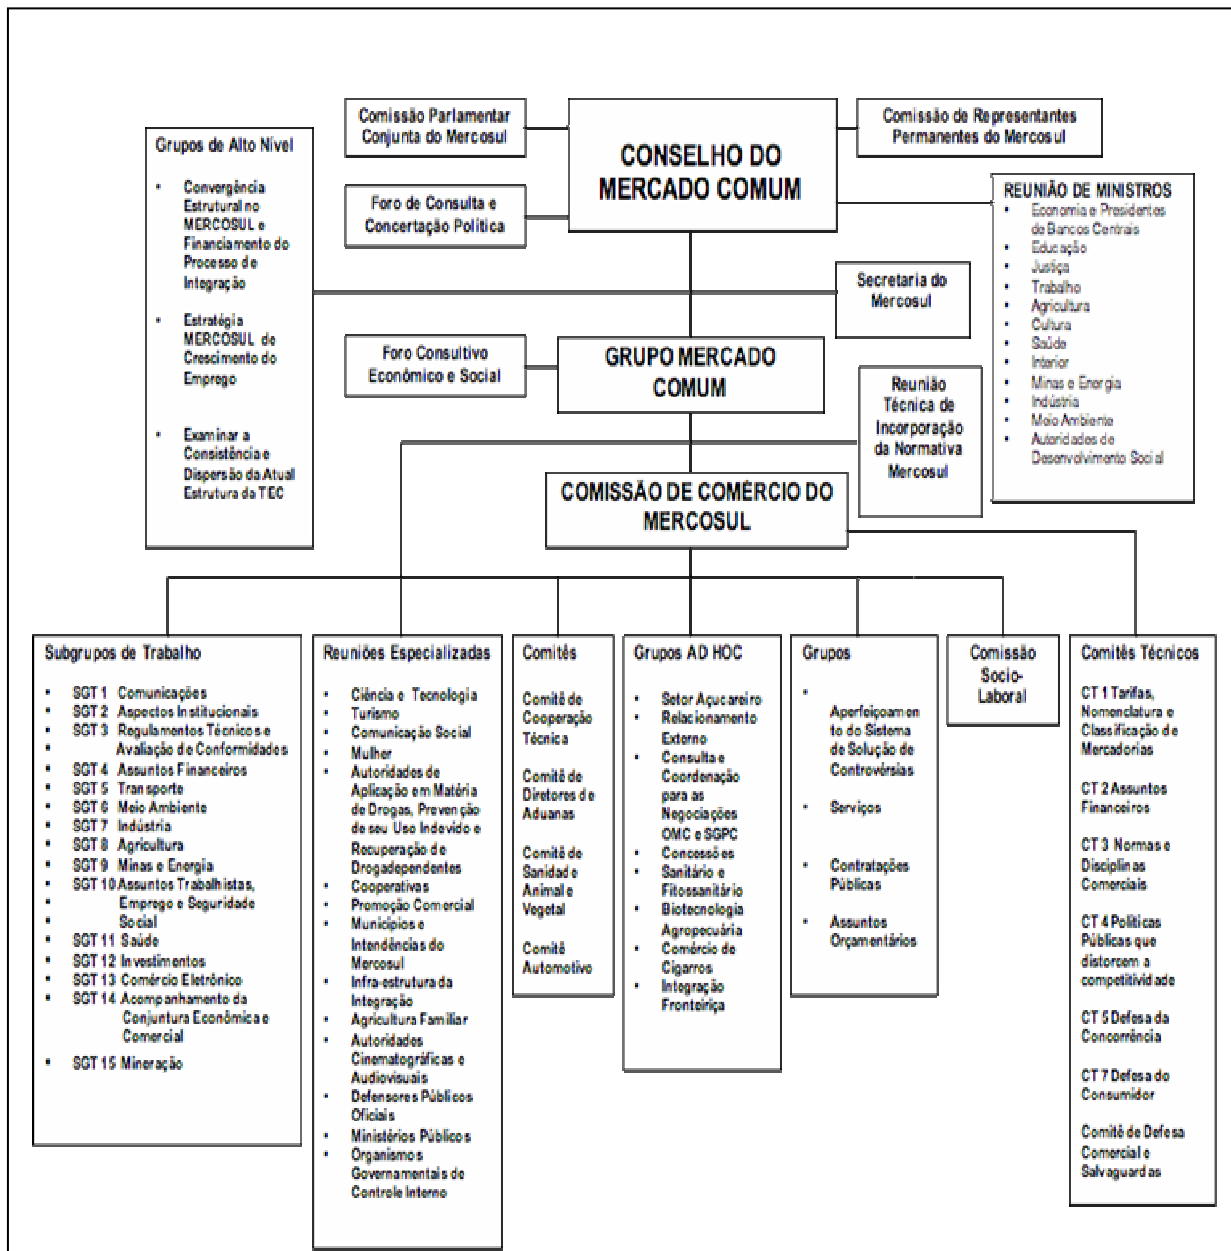 Comissão Parlamentar
Conjunta do Mercosul
CONSELHO DO
MERCADO COMUM
Comissão de Representantes
Permanentes do Mercosul
Grupos de Alto Nível
• Convergência
Estrutural no
MERCOSUL e
Financiamento do
Processo de
Integração
• Estratégia
MERCOSUL de
Crescimento do
Emprego
• Examinar a
Consistência e
Dispersão da Atual
Estrutura da TEC
Foro de Consulta e
Concertação Política
REUNIÃO DE MINISTROS
• Economia e Presidentes
de Bancos Centrais
• Educação
• Justiça
• Trabalho
• Agricultura
• Cultura
• Saúde
• Interior
• Minas e Energia
• Indústria
• Meio Ambiente
• Autoridades de
Desenvolvimento Social
Secretaria do
Mercosul
Foro Consultivo
Econômico e Social
GRUPO MERCADO
COMUM
Reunião
Técnica de
Incorporação
da Normativa
Mercosul
COMISSÃO DE COMÉRCIO DO
MERCOSUL
Subgrupos de Trabalho
• SGT 1 Comunicações
• SGT 2 Aspectos Institucionais
• SGT 3 Regulamentos Técnicos e
• Avaliação de Conformidades
• SGT 4 Assuntos Financeiros
• SGT 5 Transporte
• SGT 6 Meio Ambiente
• SGT 7 Indústria
• SGT 8 Agricultura
• SGT 9 Minas e Energia
• SGT 10 Assuntos Trabalhistas,
• Emprego e Seguridade
• Social
• SGT 11 Saúde
• SGT 12 Investimentos
• SGT 13 Comércio Eletrônico
• SGT 14 Acompanhamento da
Conjuntura Econômica e
Comercial
• SGT 15 Mineração
Reuniões Especializadas
• Ciência e Tecnologia
• Turismo
• Comunicação Social
• Mulher
• Autoridades de
Aplicação em Matéria
de Drogas, Prevenção
de seu Uso Indevido e
Recuperação de
Drogadependentes
• Cooperativas
• Promoção Comercial
• Municípios e
Intendências do
Mercosul
• Infra-estrutura da
Integração
• Agricultura Familiar
• Autoridades
Cinematográficas e
Audiovisuais
• Defensores Públicos
Oficiais
• Ministérios Públicos
• Organismos
Governamentais de
Controle Interno
Comitês
Comitê de
Cooperação
Técnica
Comitê de
Diretores de
Aduanas
Comitê de
Sanidade
Animal e
Vegetal
Comitê
Automotivo
Grupos AD HOC
• Setor Açucareiro
• Relacionamento
Externo
• Consulta e
Coordenação
para as
Negociações
OMC e SGPC
• Concessões
• Sanitário e
Fitossanitário
• Biotecnologia
Agropecuária
• Comércio de
Cigarros
• Integração
Fronteiriça
Grupos
•
Aperfeiçoamen
to do Sistema
de Solução de
Controvérsias
• Serviços
• Contratações
Públicas
• Assuntos
Orçamentários
Comissão
Socio-
Laboral
Comitês Técnicos
CT 1 Tarifas,
Nomenclatura e
Classificação de
Mercadorias
CT 2 Assuntos
Financeiros
CT 3 Normas e
Disciplinas
Comerciais
CT 4 Políticas
Públicas que
distorcem a
competitividade
CT 5 Defesa da
Concorrência
CT 7 Defesa do
Consumidor
Comitê de Defesa
Comercial e
Salvaguardas